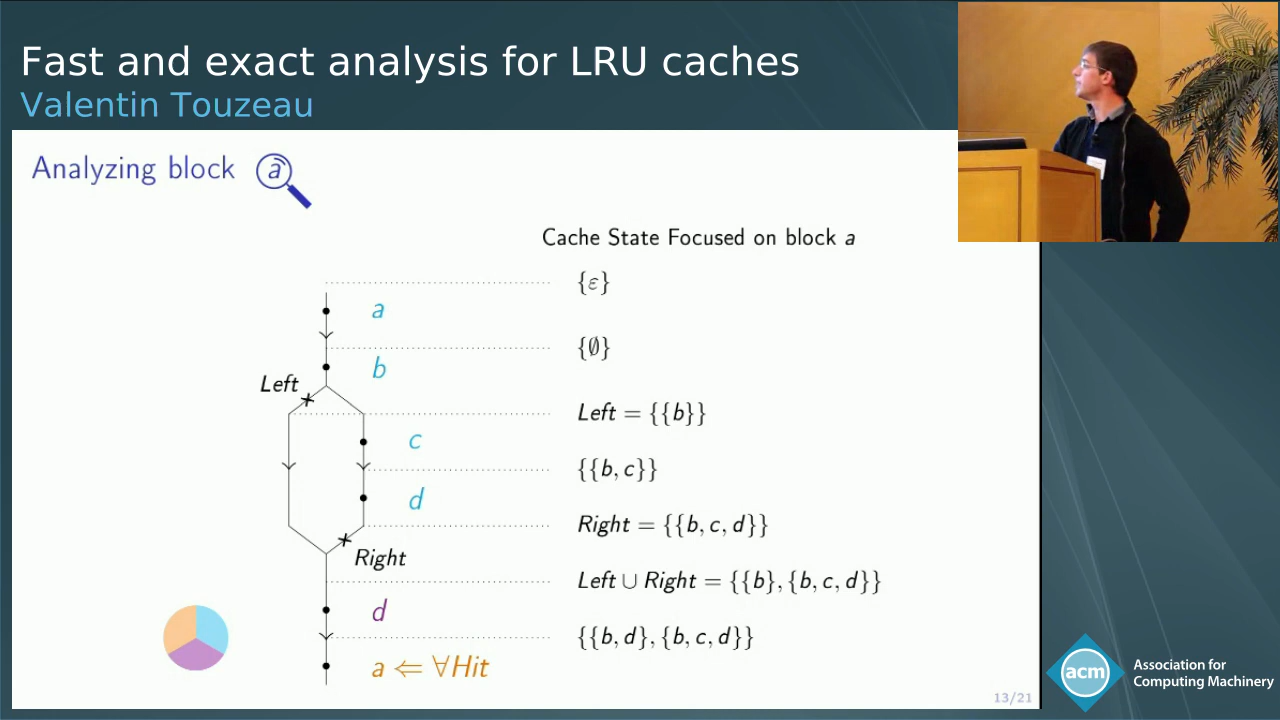 Fast and exact analysis for LRU caches
Valentin Touzeau
Analyzing block a
Cache State Focused on block a
{ε}
a
{∅}
b
Left
Left = {{b}}
c
{{b, c}}
d
Right = {{b, c, d}}
Right
Left ∪ Right = {{b}, {b, c, d}}
d
{{b, d}, {b, c, d}}
a ⇐ ∀Hit
13/21
acm
Association for
Computing Machinery